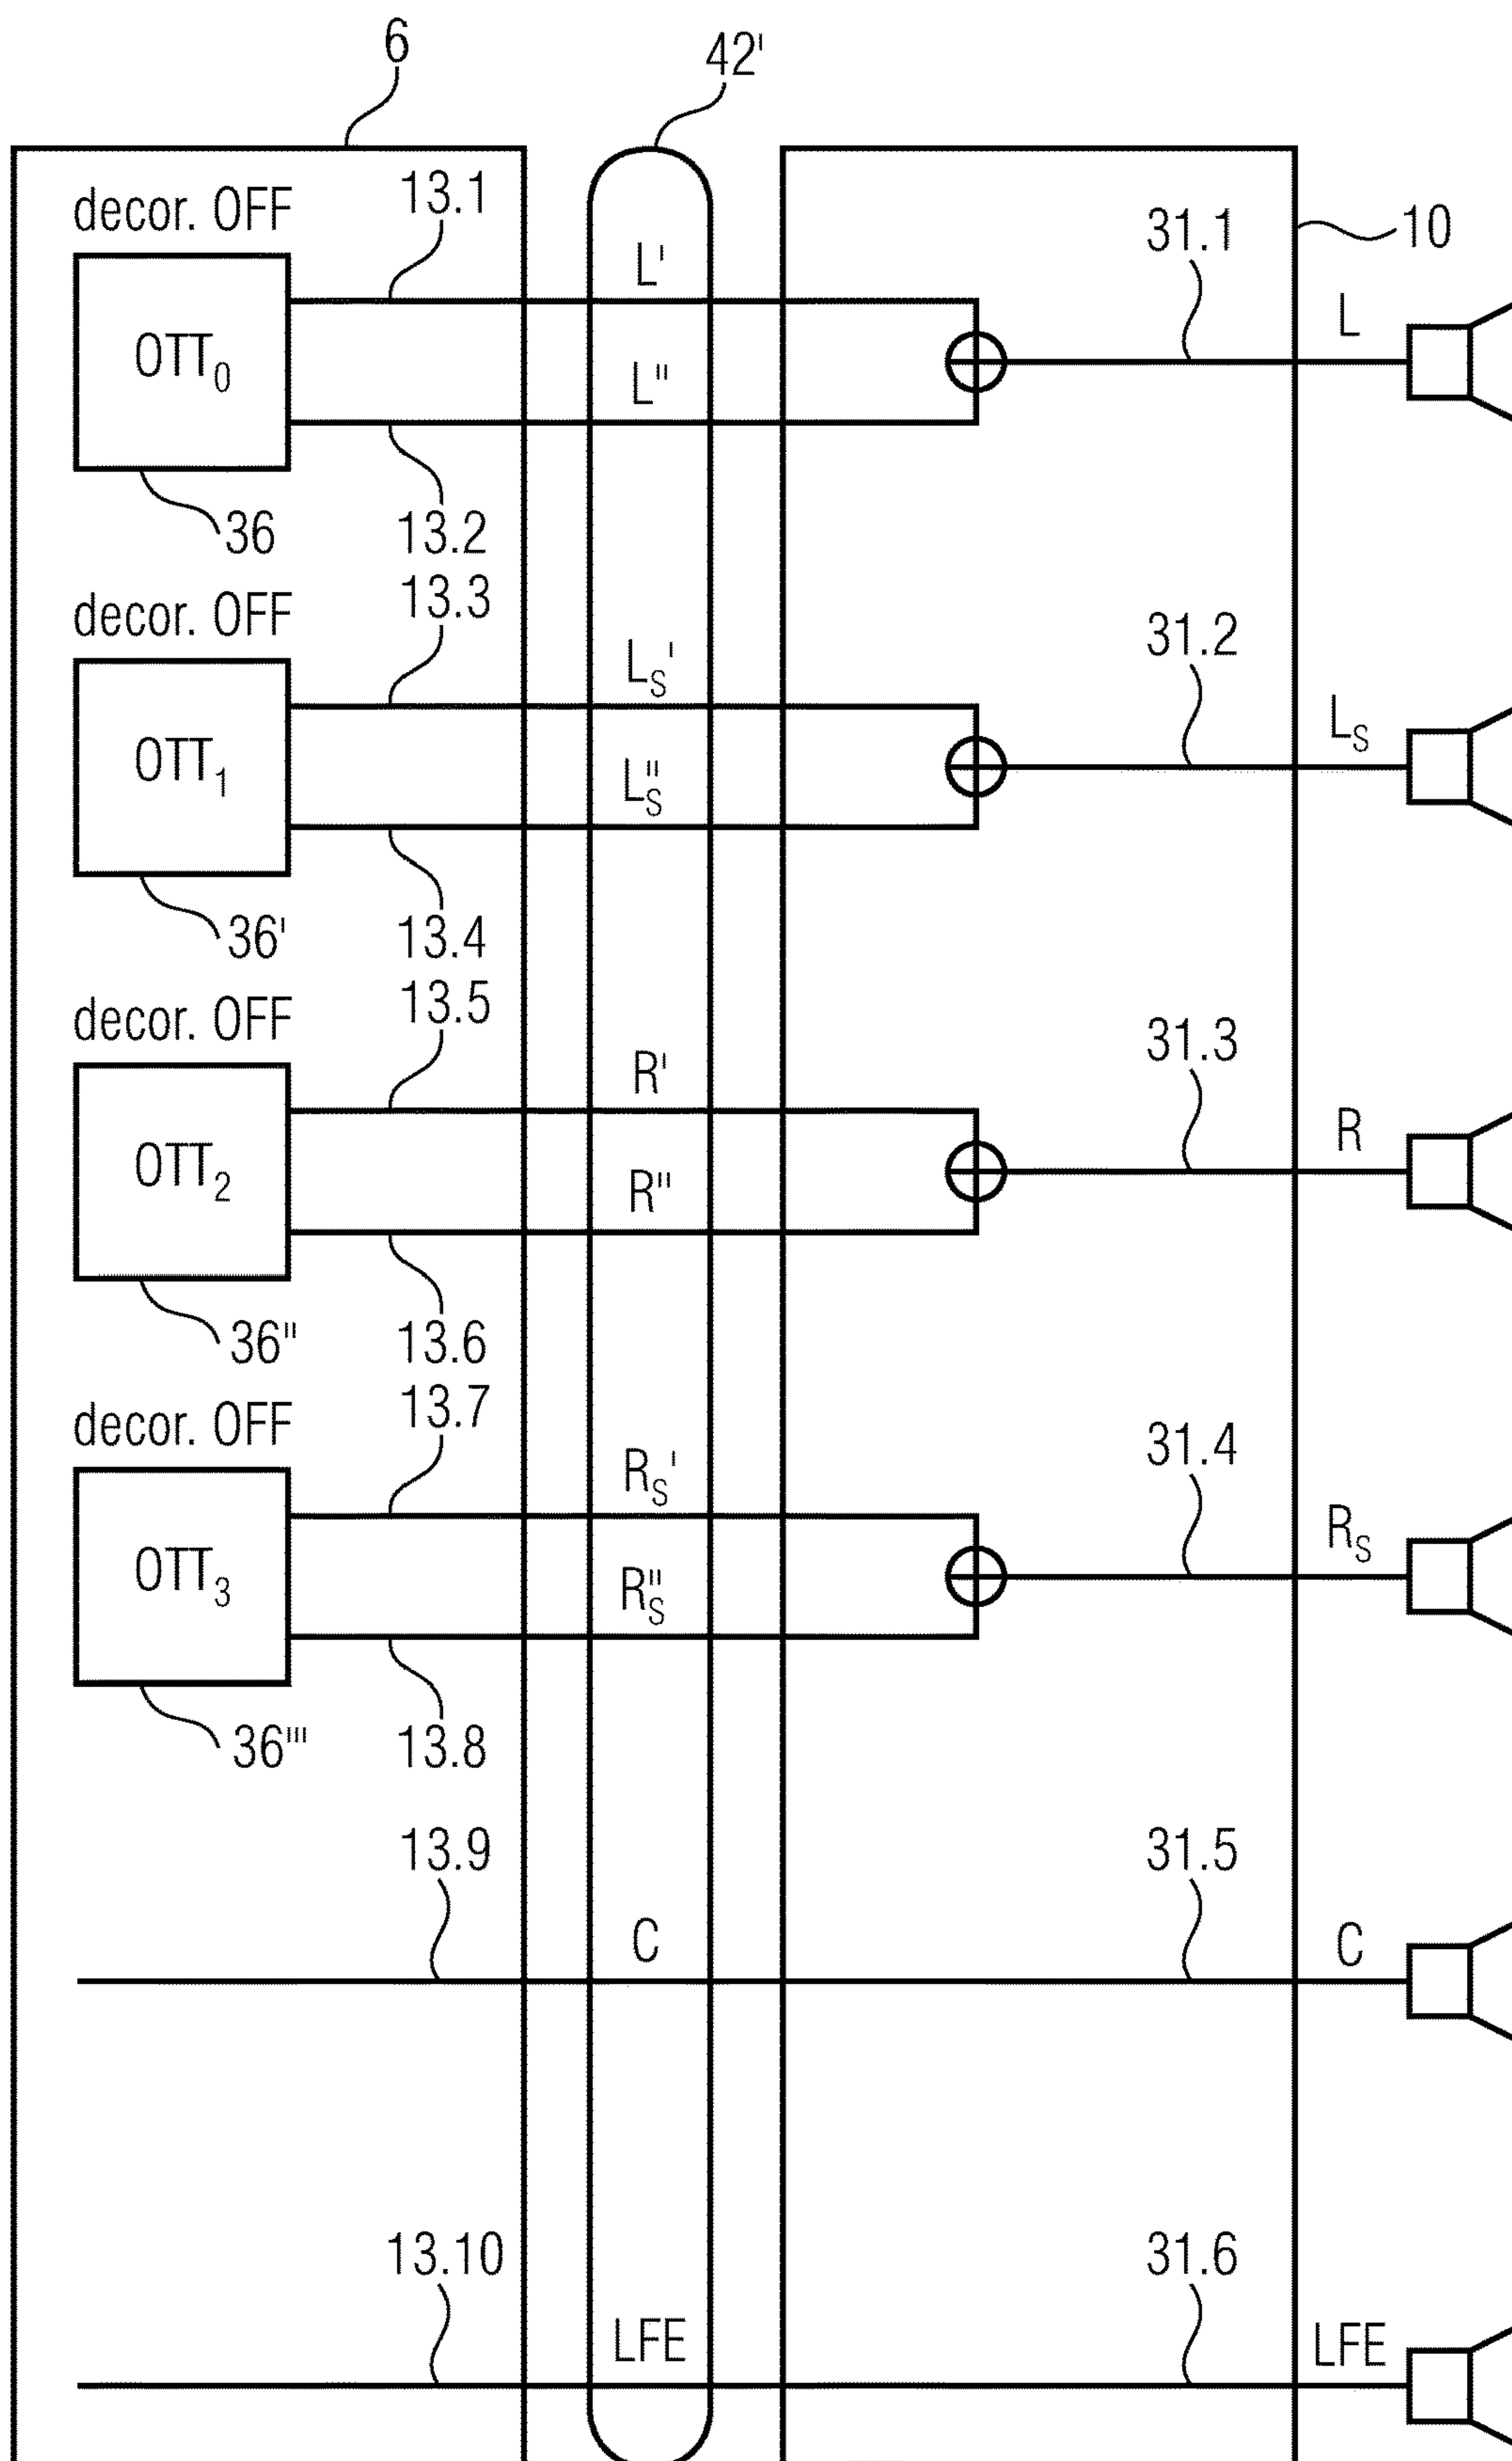 6
42'
decor. OFF
13.1
31.1
10
L'
L
OTT0
L"
36
13.2
decor. OFF
13.3
31.2
LS'
LS
OTT1
LS"
36'
13.4
decor. OFF
13.5
31.3
R'
R
OTT2
R"
36"
13.6
decor. OFF
13.7
31.4
RS'
RS
OTT3
RS"
36'''
13.8
13.9
31.5
C
C
13.10
31.6
LFE
LFE